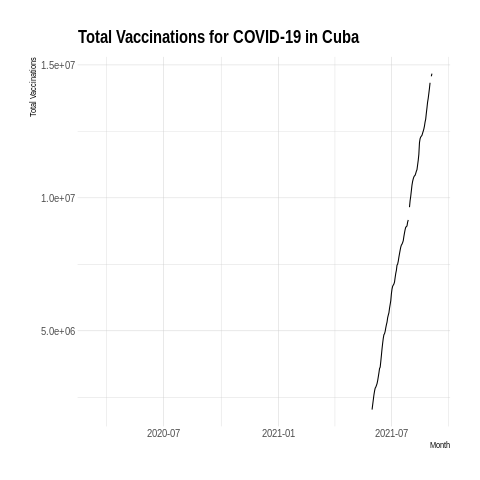 Total Vaccinations for COVID-19 in Cuba
Total Vaccinations
1.5e+07
1.0e+07
5.0e+06
2020-07
2021-01
2021-07
Month